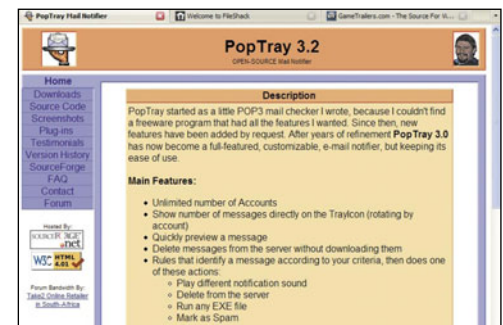 PopTray Mail Notifier
Welcome to FileShack
GameTrailers.com - The Source For Vi...
PopTray 3.2
OPEN-SOURCE Mail Notifier
Home
Downloads
Source Code
Screenshots
Plug-ins
Testimonials
Version History
SourceForge
FAQ
Contact
Forum
Hosted By:
SOURCEFORGE
.net
W3C HTML
4.01
Forum Bandwidth By:
Take2 Online Retailer
in South-Africa
Description
PopTray started as a little POP3 mail checker I wrote, because I couldn't find
a freeware program that had all the features I wanted. Since then, new
features have been added by request. After years of refinement PopTray 3.0
has now become a full-featured, customizable, e-mail notifier, but keeping its
ease of use.
Main Features:
• Unlimited number of Accounts
• Show number of messages directly on the TrayIcon (rotating by
account)
• Quickly preview a message
• Delete messages from the server without downloading them
• Rules that identify a message according to your criteria, then does one
of these actions:
○ Play different notification sound
○ Delete from the server
○ Run any EXE file
○ Mark as Spam